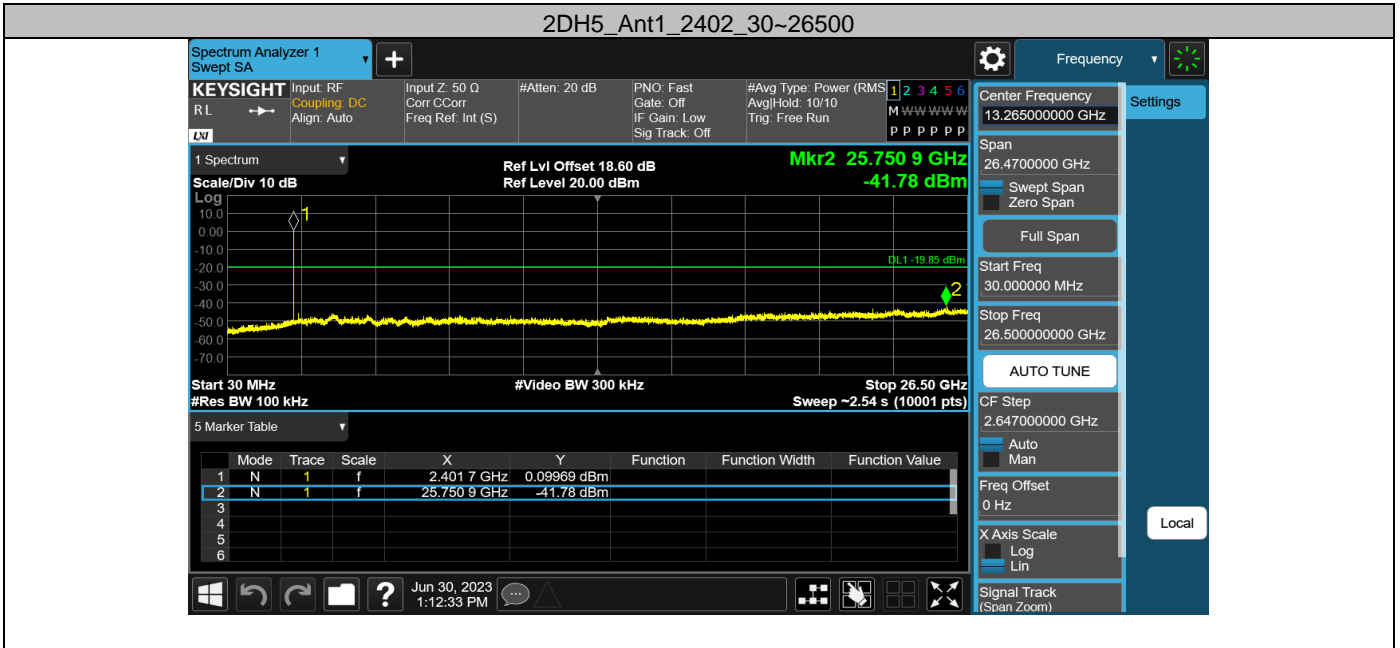 2DH5_Ant1_2402_30~26500
Spectrum Analyzer 1
Swept SA
Frequency
KEYSIGHT
RL
LXI
Input: RF
Coupling: DC
Align: Auto
Input Z: 50 Ω
Corr CCorr
Freq Ref: Int (S)
#Atten: 20 dB
PNO: Fast
Gate: Off
IF Gain: Low
Sig Track: Off
#Avg Type: Power (RMS
Avg|Hold: 10/10
Trig: Free Run
1 2 3 4 5 6
M W W W W W
P P P P P P
1 Spectrum
Scale/Div 10 dB
Ref Lvl Offset 18.60 dB
Ref Level 20.00 dBm
Mkr2 25.750 9 GHz
-41.78 dBm
Log
10.0
0.00
-10.0
-20.0
-30.0
-40.0
-50.0
-60.0
-70.0
1
DL1 -19.85 dBm
2
Start 30 MHz
#Video BW 300 kHz
Stop 26.50 GHz
#Res BW 100 kHz
Sweep ~2.54 s (10001 pts)
5 Marker Table
Mode Trace Scale X Y Function Function Width Function Value
1 N 1 f 2.401 7 GHz 0.09969 dBm
2 N 1 f 25.750 9 GHz -41.78 dBm
3
4
5
6
Jun 30, 2023
1:12:33 PM
Center Frequency
13.265000000 GHz
Settings
Span
26.4700000 GHz
Swept Span
Zero Span
Full Span
Start Freq
30.000000 MHz
Stop Freq
26.500000000 GHz
AUTO TUNE
CF Step
2.647000000 GHz
Auto
Man
Freq Offset
0 Hz
Local
X Axis Scale
Log
Lin
Signal Track
(Span Zoom)